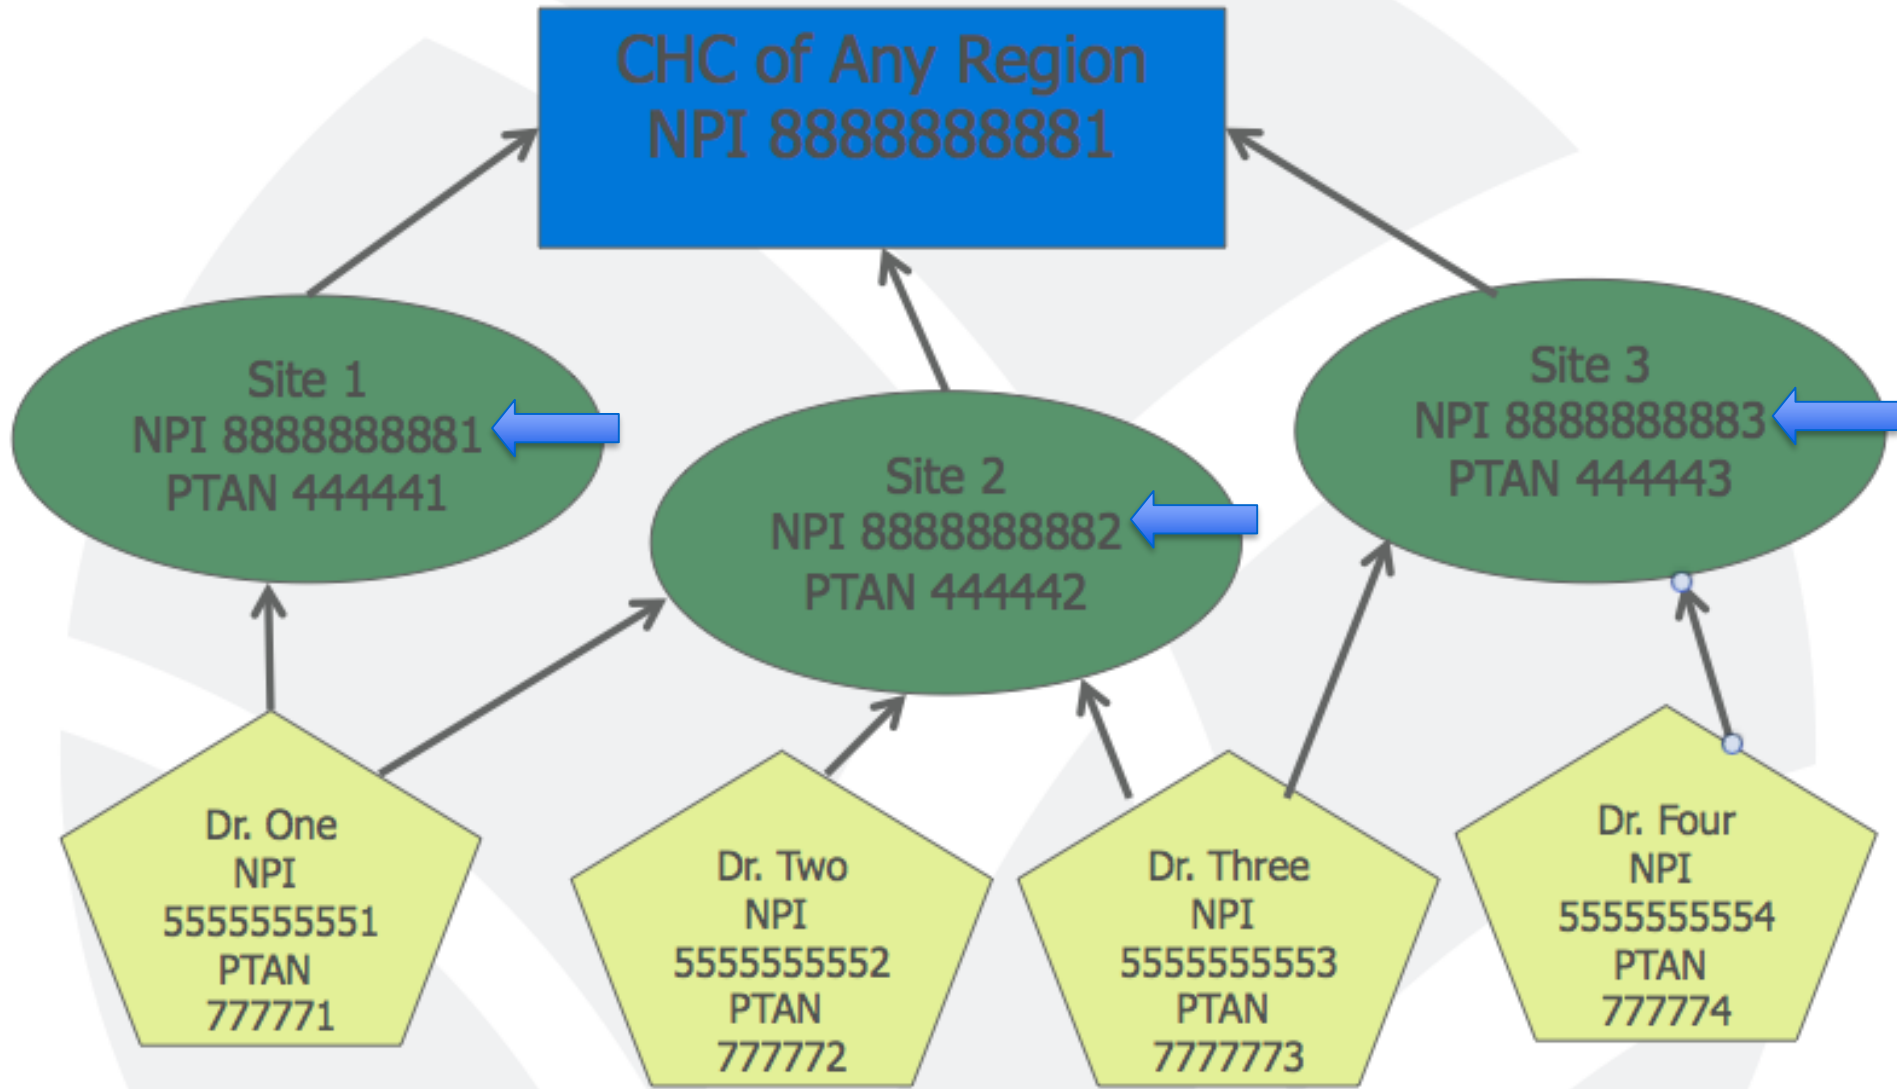 CHC of Any Region
NPI 8888888881
Site 1
NPI 8888888881
PTAN 444441
Site 2
NPI 8888888882
PTAN 444442
Site 3
NPI 8888888883
PTAN 444443
Dr. One
NPI
5555555551
PTAN
777771
Dr. Two
NPI
5555555552
PTAN
777772
Dr. Three
NPI
5555555553
PTAN
7777773
Dr. Four
NPI
5555555554
PTAN
777774